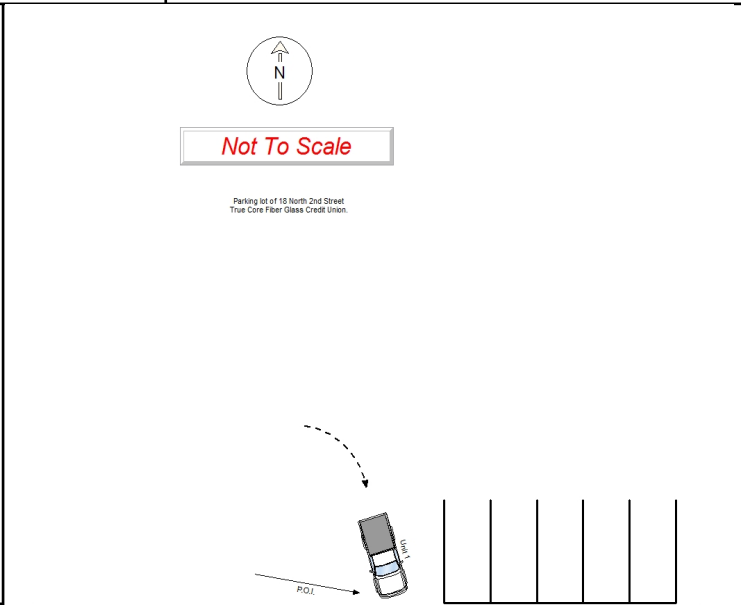 N
Not To Scale
Parking lot of 18 North 2nd Street
True Core Fiber Glass Credit Union.
Unit 1
P.O.I.